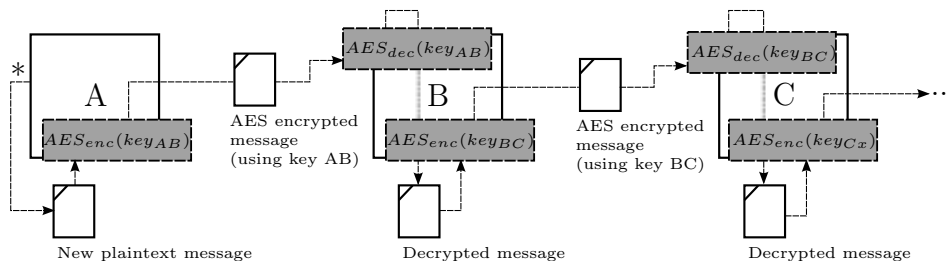 *
A
AES_enc(key_AB)
New plaintext message
AES encrypted
message
(using key AB)
AES_dec(key_AB)
B
AES_enc(key_BC)
Decrypted message
AES encrypted
message
(using key BC)
AES_dec(key_BC)
C
AES_enc(key_Cx)
Decrypted message
..